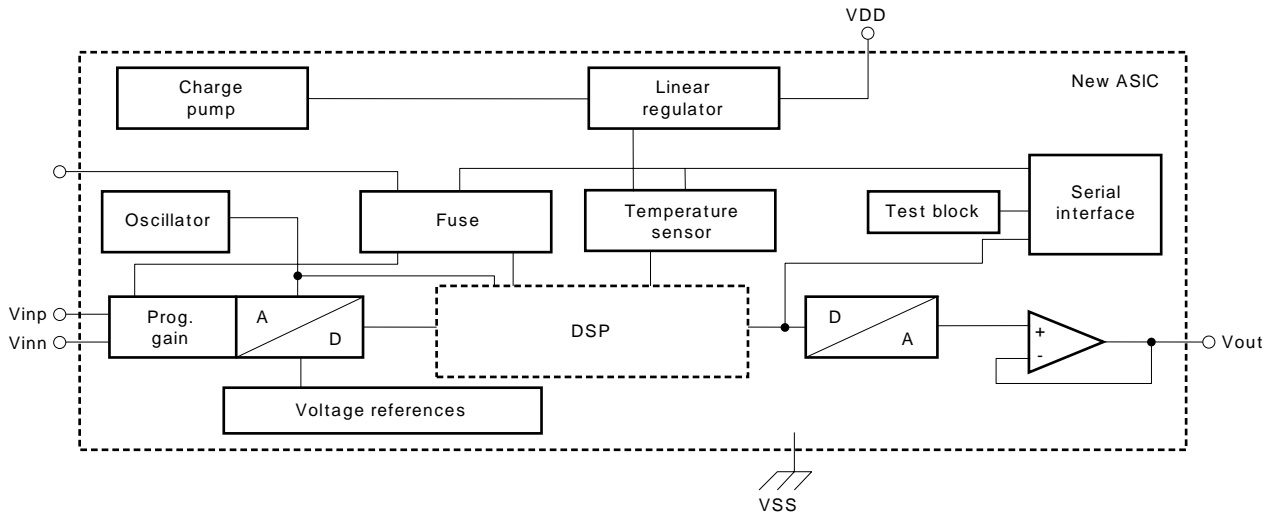 VDD
New ASIC
Charge
pump
Linear
regulator
Oscillator
Fuse
Temperature
sensor
Test block
Serial
interface
Vinp
Vinn
Prog.
gain
A
D
DSP
D
A
+
-
Vout
Voltage references
VSS